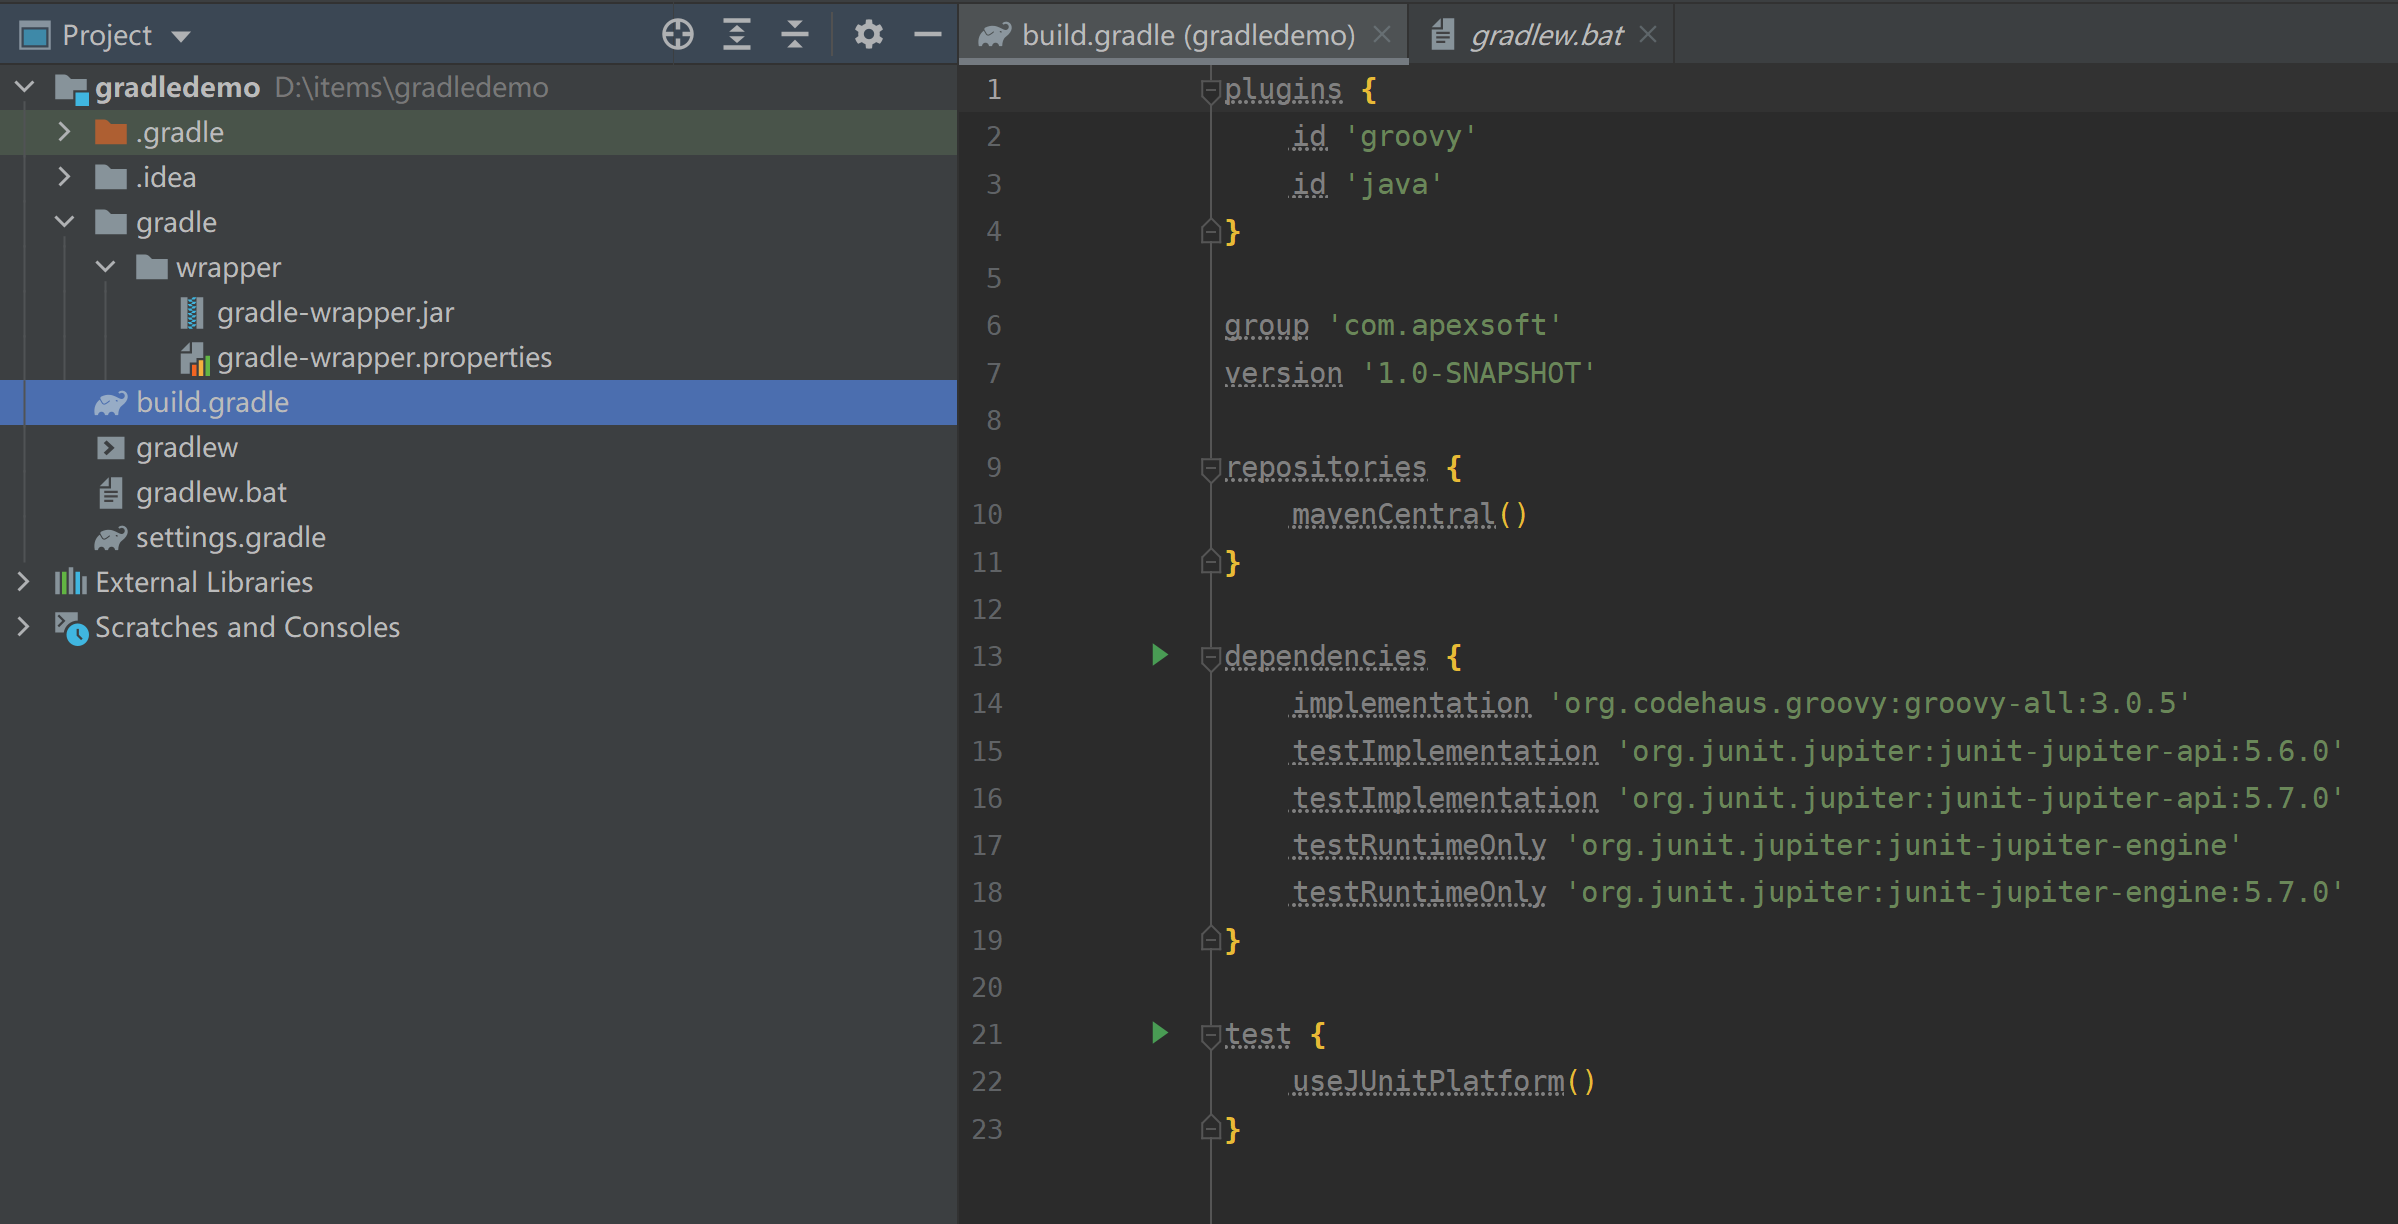 Project
gradledemo D:\items\gradledemo
.gradle
.idea
gradle
wrapper
gradle-wrapper.jar
gradle-wrapper.properties
build.gradle
gradlew
gradlew.bat
settings.gradle
External Libraries
Scratches and Consoles
build.gradle (gradledemo)
gradlew.bat
1 plugins {
2 id 'groovy'
3 id 'java'
4 }
5
6 group 'com.apexsoft'
7 version '1.0-SNAPSHOT'
8
9 repositories {
10 mavenCentral()
11 }
12
13 dependencies {
14 implementation 'org.codehaus.groovy:groovy-all:3.0.5'
15 testImplementation 'org.junit.jupiter:junit-jupiter-api:5.6.0'
16 testImplementation 'org.junit.jupiter:junit-jupiter-api:5.7.0'
17 testRuntimeOnly 'org.junit.jupiter:junit-jupiter-engine'
18 testRuntimeOnly 'org.junit.jupiter:junit-jupiter-engine:5.7.0'
19 }
20
21 test {
22 useJUnitPlatform()
23 }